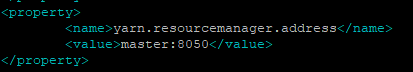 <property>
<name>yarn.resourcemanager.address</name>
<value>master:8050</value>
</property>